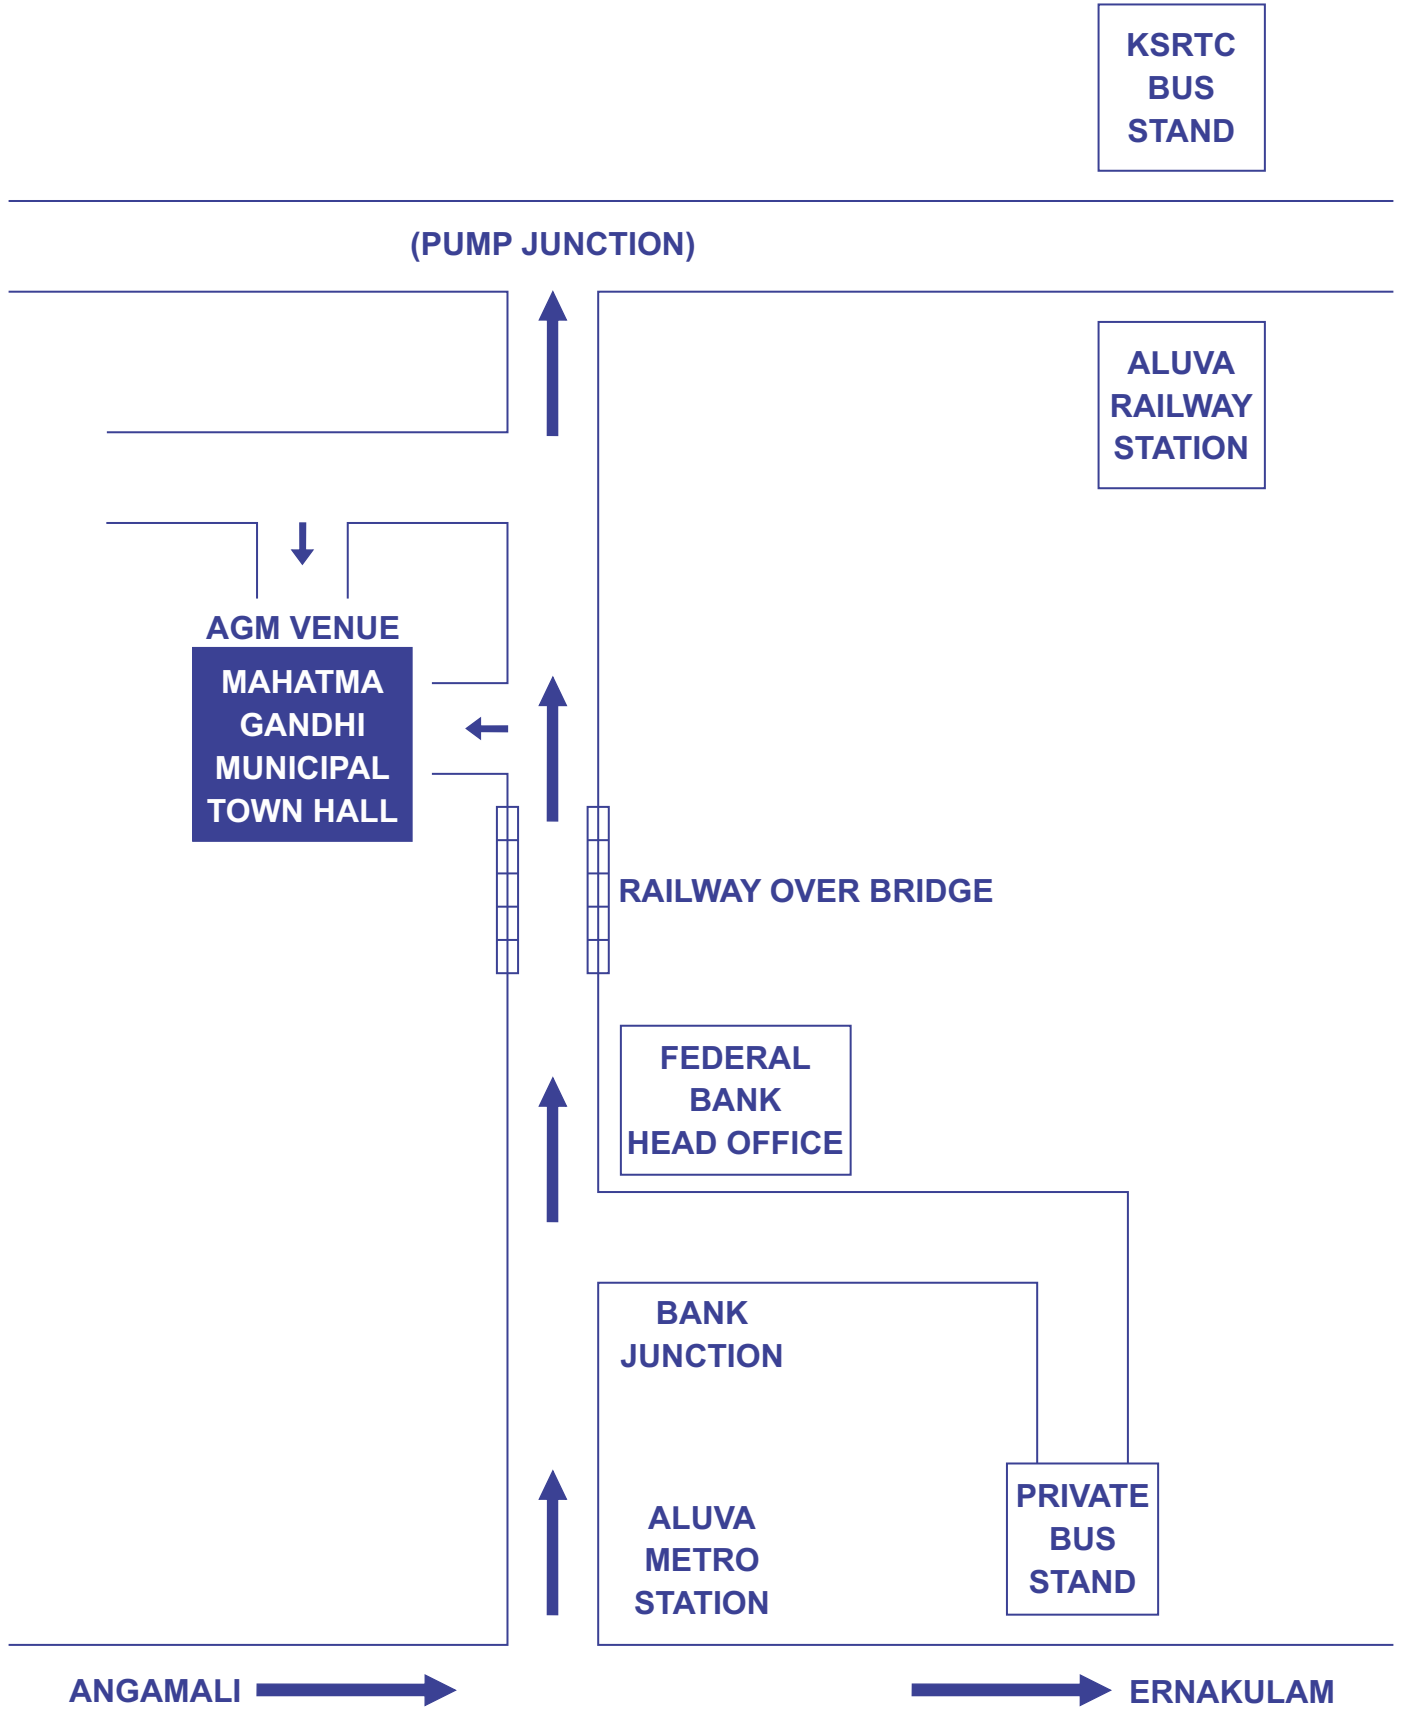 KSRTC
BUS
STAND
(PUMP JUNCTION)
ALUVA
RAILWAY
STATION
AGM VENUE
MAHATMA
GANDHI
MUNICIPAL
TOWN HALL
RAILWAY OVER BRIDGE
FEDERAL
BANK
HEAD OFFICE
BANK
JUNCTION
ALUVA
METRO
STATION
PRIVATE
BUS
STAND
ANGAMALI
ERNAKULAM